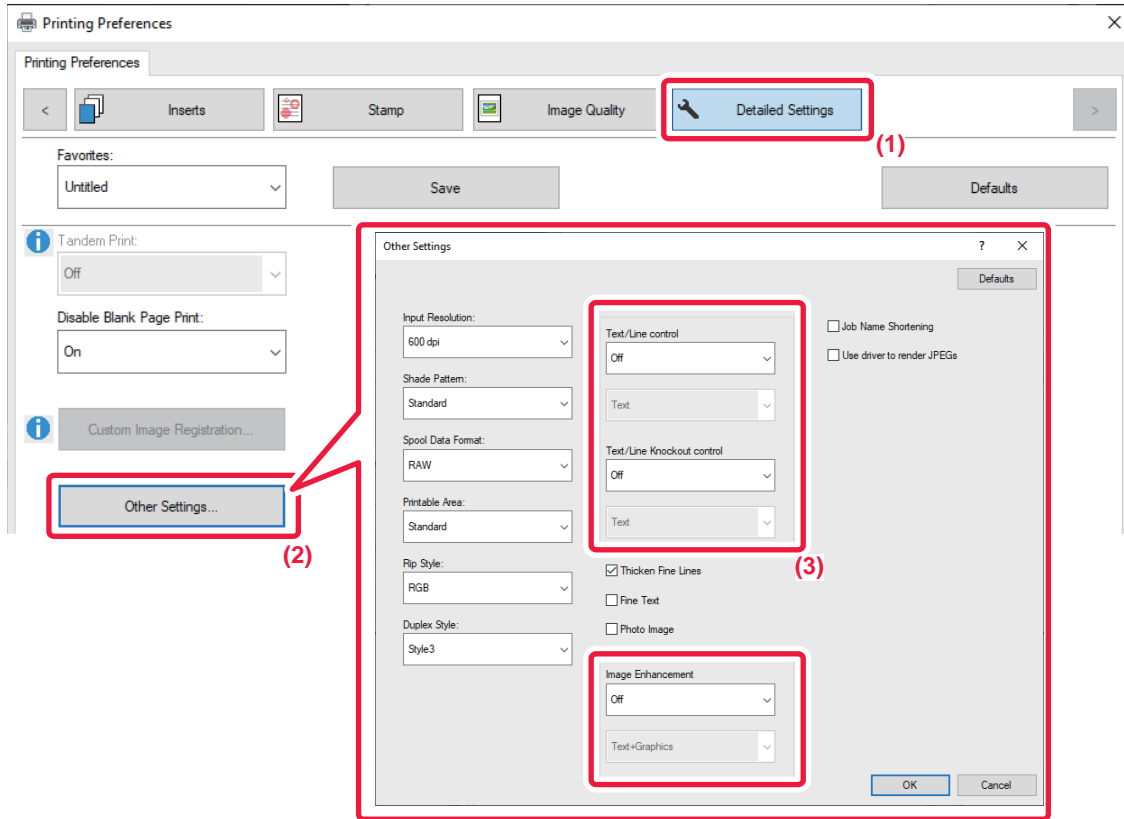 Printing Preferences
Printing Preferences
< Inserts Stamp Image Quality Detailed Settings >
(1)
Favorites:
Untitled Save Defaults
Tandem Print:
Off
Disable Blank Page Print:
On
Custom Image Registration...
Other Settings...
(2)
Other Settings ?
Defaults
Input Resolution:
600 dpi
Shade Pattern:
Standard
Spool Data Format:
RAW
Printable Area:
Standard
Rip Style:
RGB
Duplex Style:
Style3
Text/Line control
Off
Text
Text/Line Knockout control
Off
Text
(3)
Thicken Fine Lines
Fine Text
Photo Image
Image Enhancement
Off
Text+Graphics
Job Name Shortening
Use driver to render JPEGs
OK Cancel